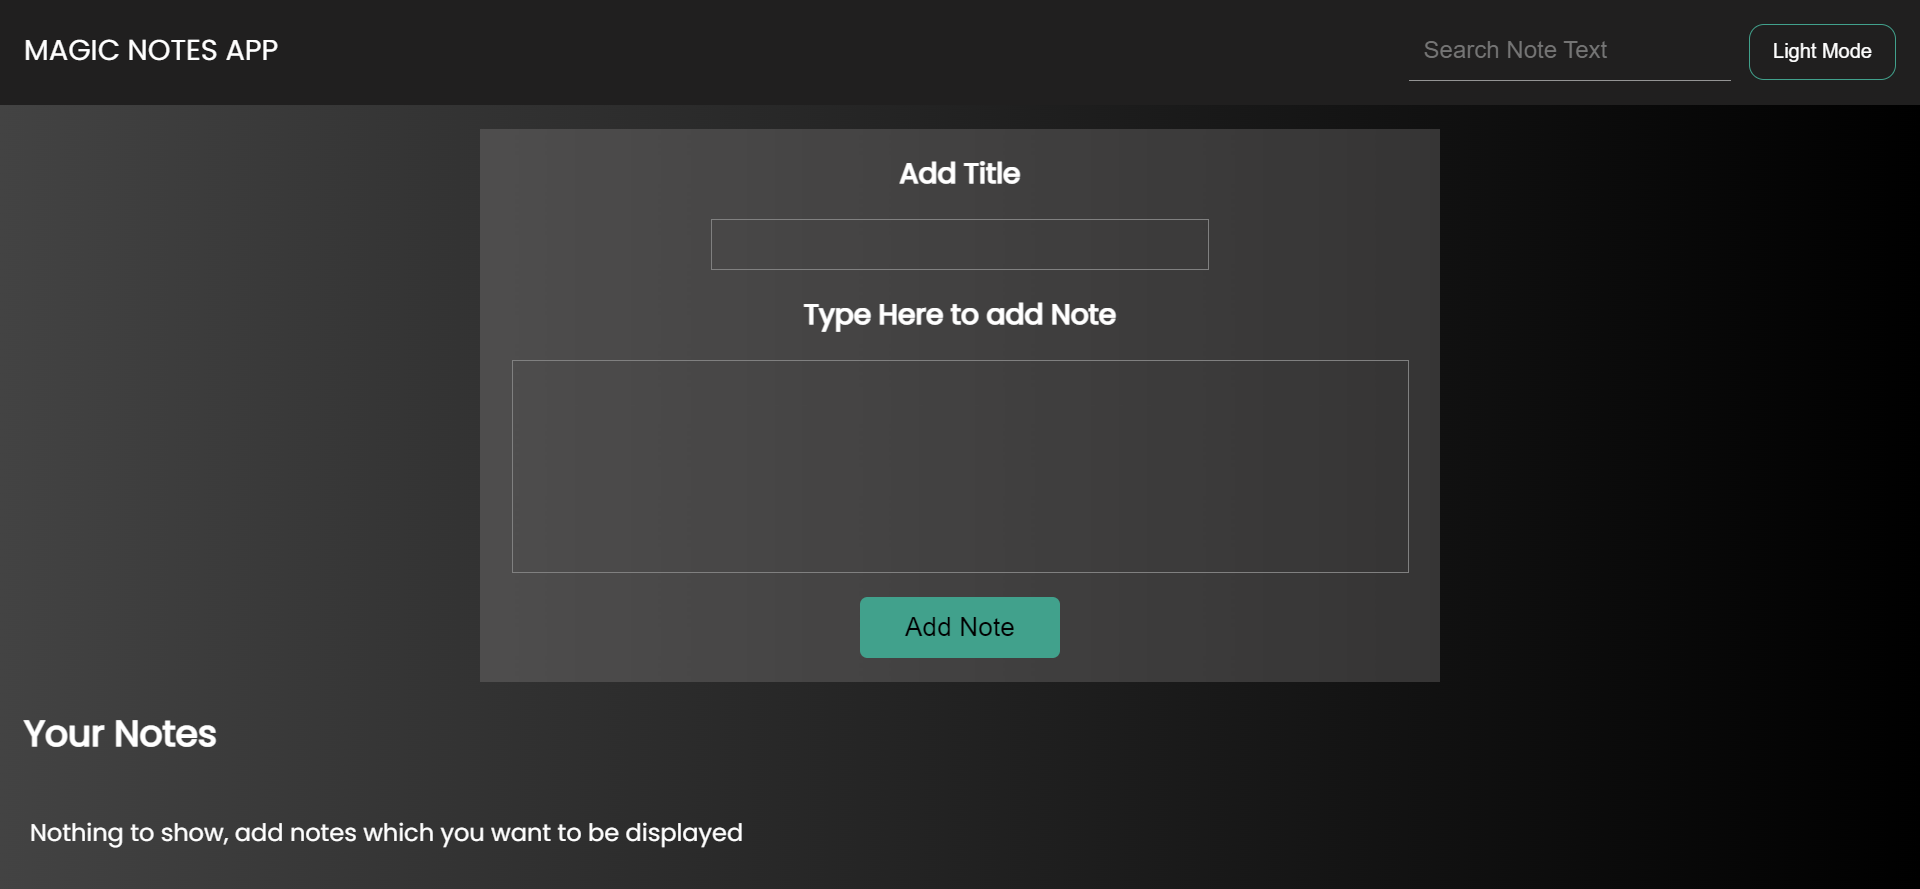 MAGIC NOTES APP
Search Note Text
Light Mode
Add Title
Type Here to add Note
Add Note
Your Notes
Nothing to show, add notes which you want to be displayed